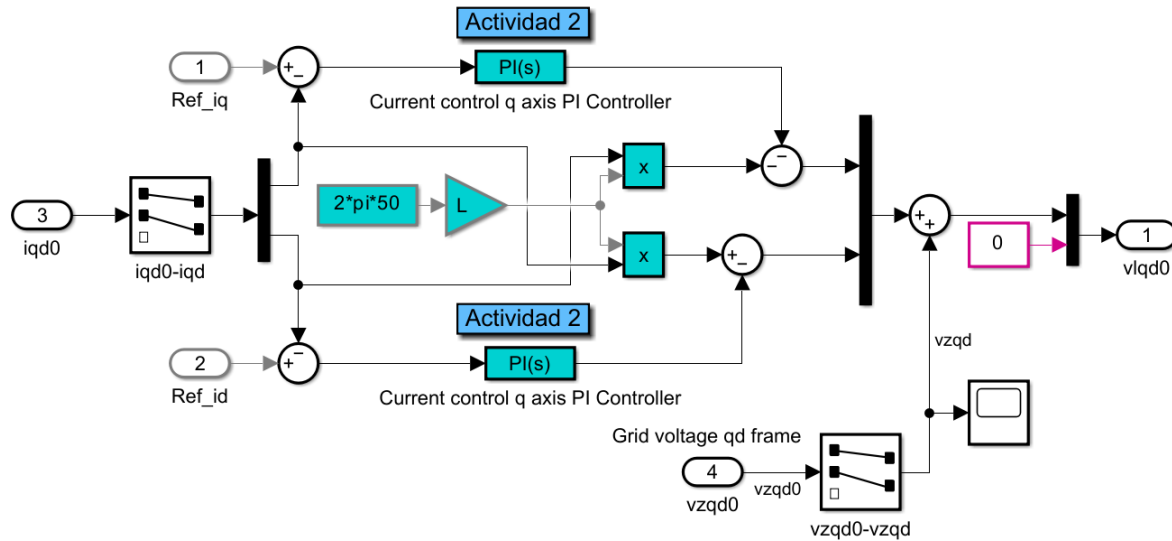 Actividad 2
1
Ref_iq
+
−
PI(s)
Current control q axis PI Controller
−
−
3
iqd0
iqd0-iqd
2*pi*50
L
x
x
+
−
+
+
0
1
vlqd0
Actividad 2
2
Ref_id
+
−
PI(s)
Current control q axis PI Controller
vzqd
Grid voltage qd frame
4
vzqd0
vzqd0
vzqd0-vzqd